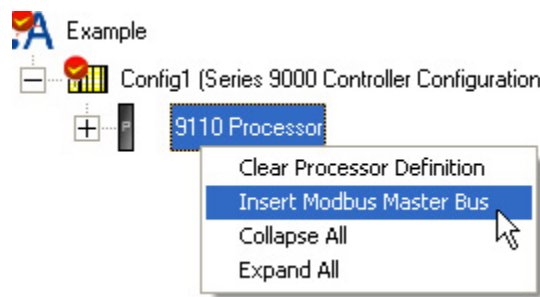 Example
Config1 (Series 9000 Controller Configuration
9110 Processor
Clear Processor Definition
Insert Modbus Master Bus
Collapse All
Expand All